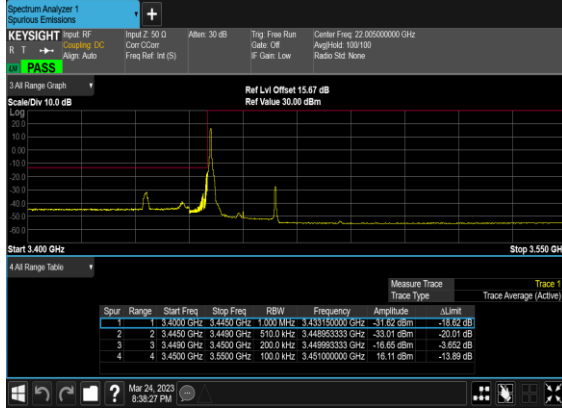 Spectrum Analyzer 1
Spurious Emissions
+
KEYSIGHT
R T
LXI
PASS
Input: RF
Coupling: DC
Align: Auto
Input Z: 50 Ω
Corr CCorr
Freq Ref: Int (S)
Atten: 30 dB
Trig: Free Run
Gate: Off
IF Gain: Low
Center Freq: 22.005000000 GHz
Avg|Hold: 100/100
Radio Std: None
3 All Range Graph
Scale/Div 10.0 dB
Ref Lvl Offset 15.67 dB
Ref Value 30.00 dBm
Log
20.0
10.0
0.00
-10.0
-20.0
-30.0
-40.0
-50.0
-60.0
Start 3.400 GHz
Stop 3.550 GH
4 All Range Table
Measure Trace Trace 1
Trace Type Trace Average (Active)
Spur Range Start Freq Stop Freq RBW Frequency Amplitude ΔLimit
1 1 3.4000 GHz 3.4450 GHz 1.000 MHz 3.433150000 GHz -31.62 dBm -18.62 dB
2 2 3.4450 GHz 3.4490 GHz 510.0 kHz 3.448953333 GHz -33.01 dBm -20.01 dB
3 3 3.4490 GHz 3.4500 GHz 200.0 kHz 3.449993333 GHz -16.65 dBm -3.652 dB
4 4 3.4500 GHz 3.5500 GHz 100.0 kHz 3.451000000 GHz 16.11 dBm -13.89 dB
?
Mar 24, 2023
8:38:27 PM